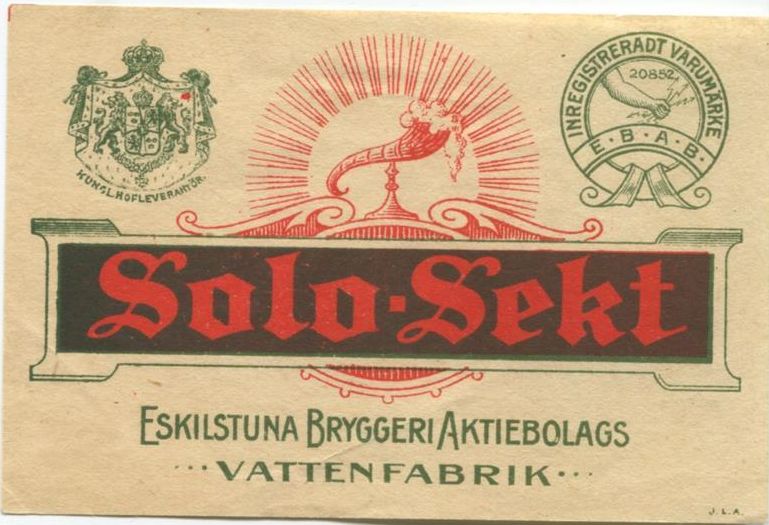 KUNGL. HOFLEVERANTÖR.
INREGISTRERADT VARUMÄRKE
20852
E. B. A. B.
Solo-Sekt
ESKILSTUNA BRYGGERI AKTIEBOLAGS
··· VATTENFABRIK ···
J. L. A.